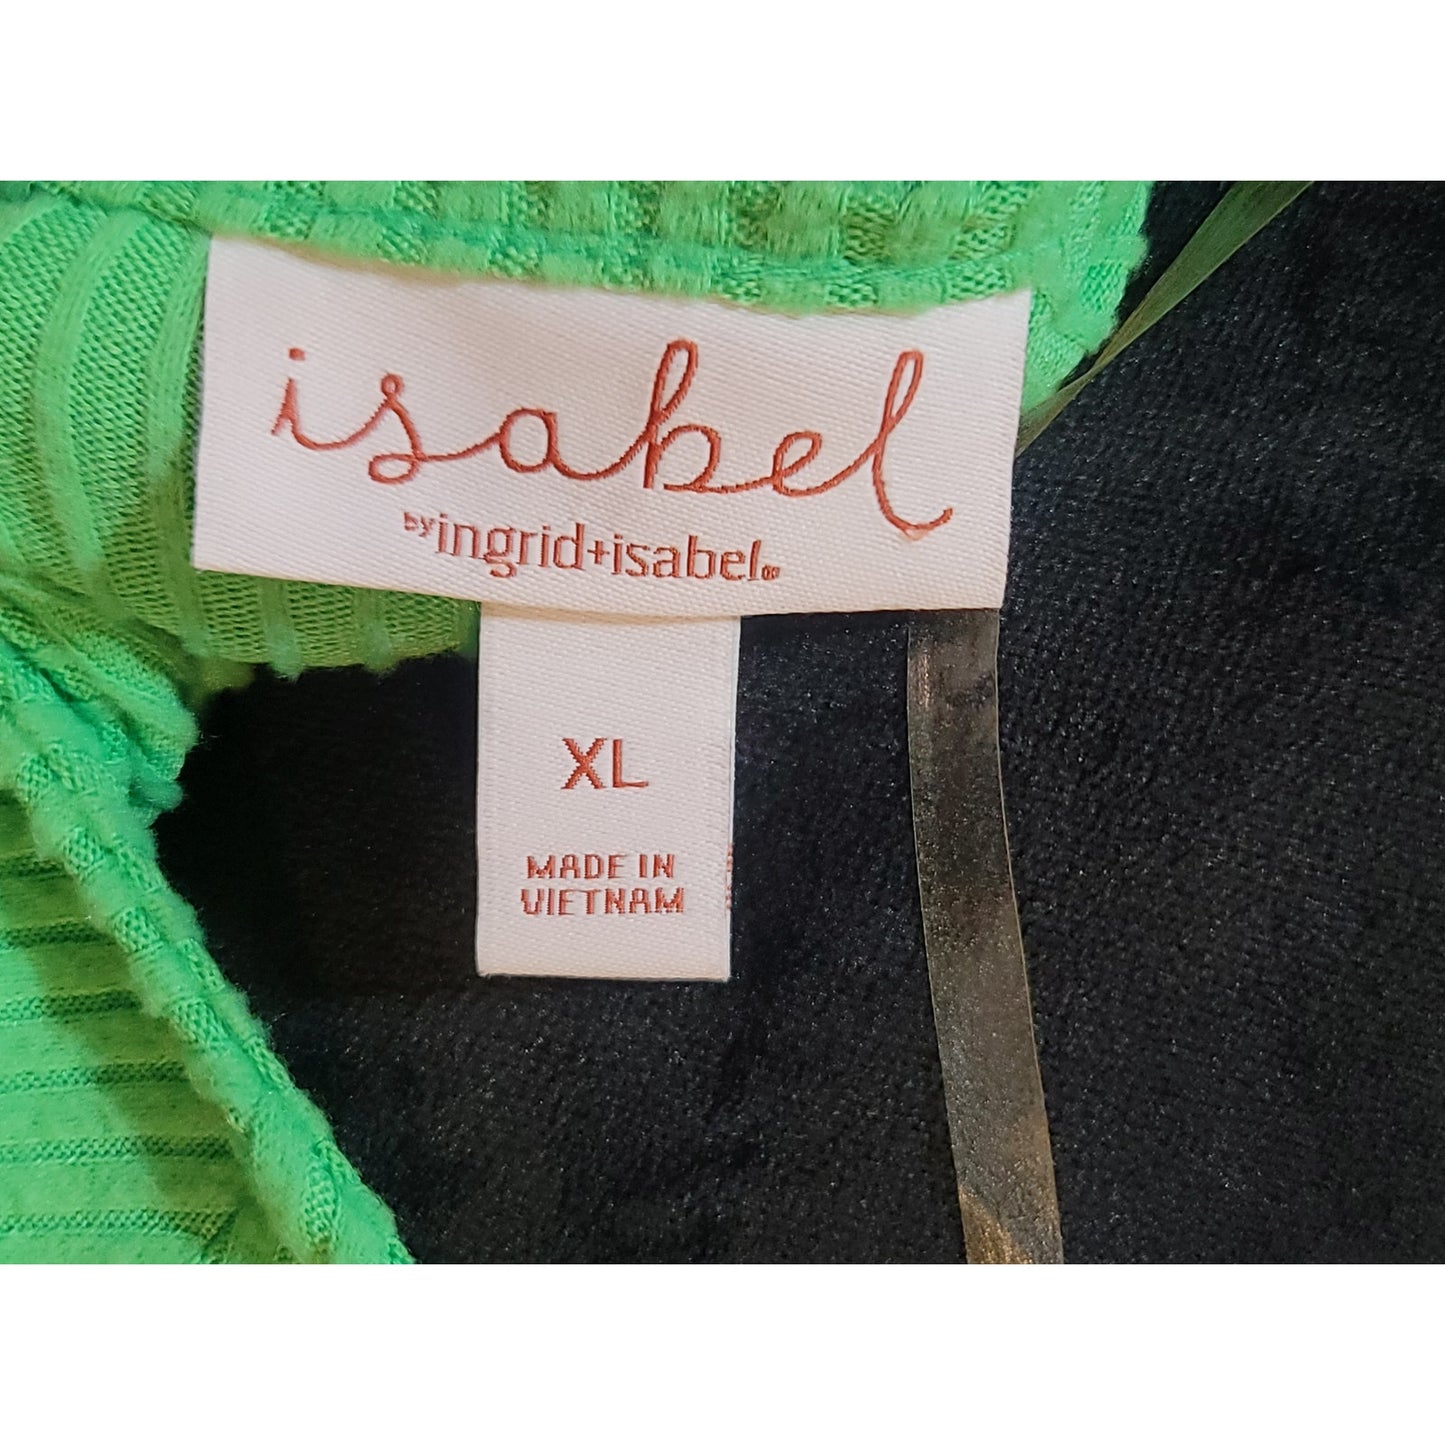 isabel
by ingrid+isabel®
XL
MADE IN
VIETNAM